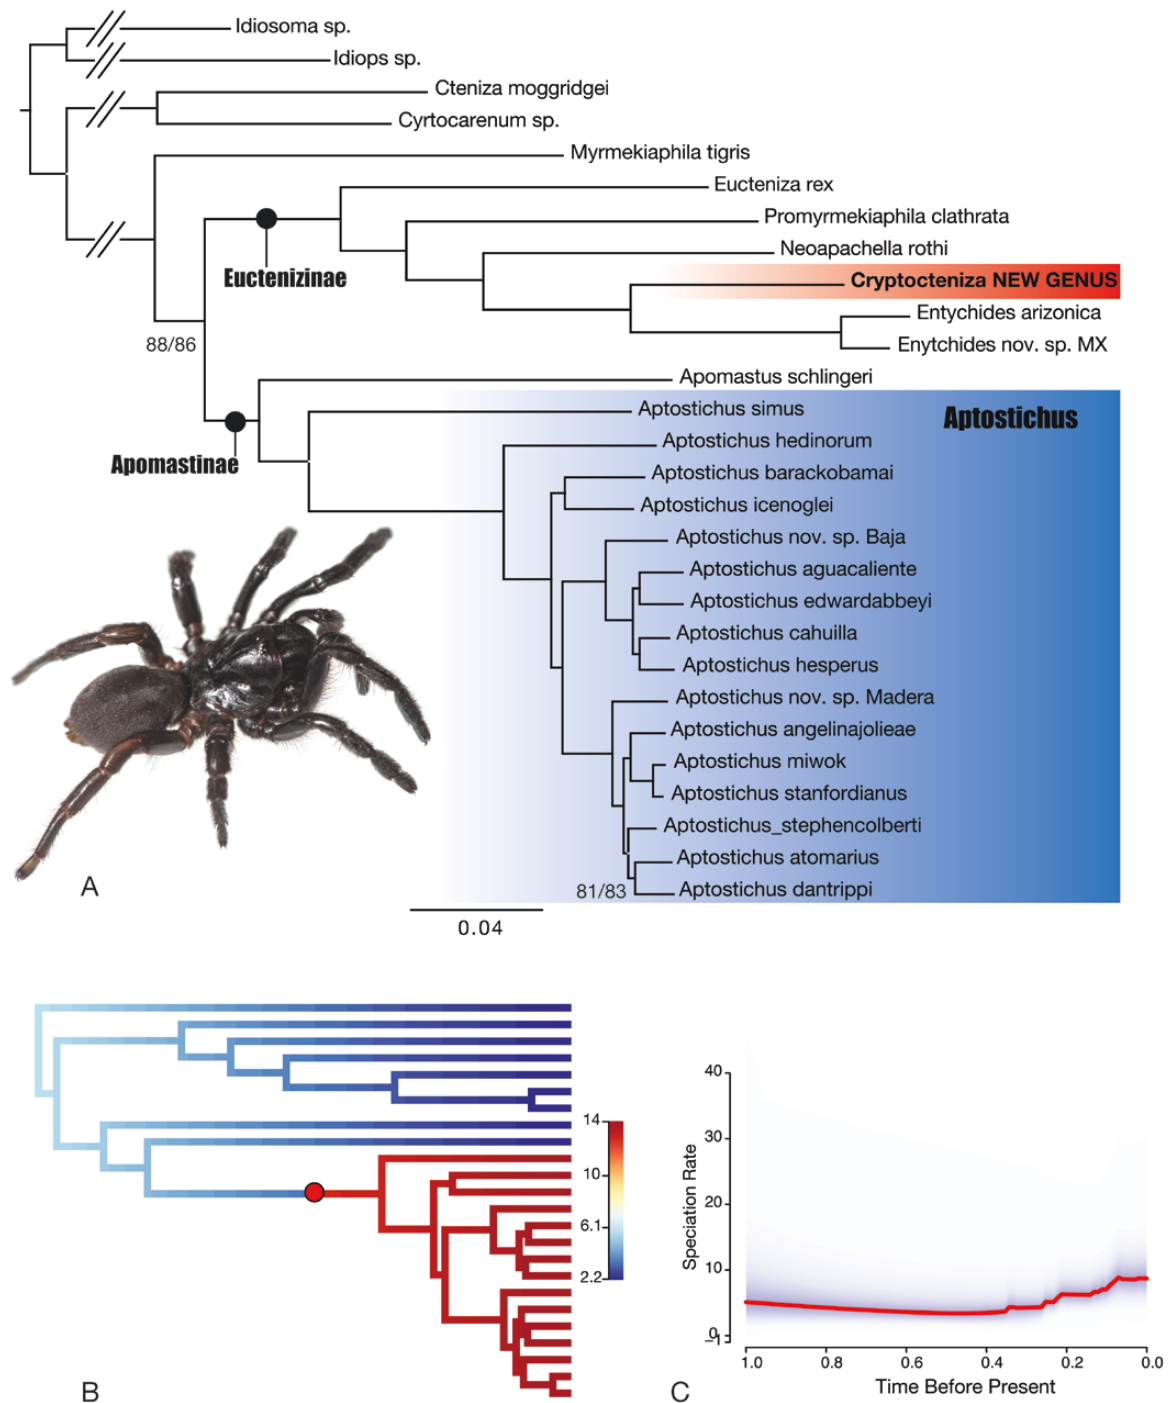 Idiosoma sp.
Idiops sp.
Cteniza moggridgei
Cyrtocarenum sp.
Myrmekiaphila tigris
Eucteniza rex
Promyrmekiaphila clathrata
Neoapachella rothi
Euctenizinae
Cryptocteniza NEW GENUS
Entychides arizonica
Enytchides nov. sp. MX
88/86
Apomastus schlingeri
Aptostichus simus
Aptostichus
Aptostichus hedinorum
Apomastinae
Aptostichus barackobamai
Aptostichus icenoglei
Aptostichus nov. sp. Baja
Aptostichus aguacaliente
Aptostichus edwardabbeyi
Aptostichus cahuilla
Aptostichus hesperus
Aptostichus nov. sp. Madera
Aptostichus angelinajolieae
Aptostichus miwok
Aptostichus stanfordianus
Aptostichus_stephencolberti
Aptostichus atomarius
Aptostichus dantrippi
81/83
A
0.04
14
10
6.1
2.2
B
40
30
20
10
0
-1
Speciation Rate
1.0 0.8 0.6 0.4 0.2 0.0
Time Before Present
C